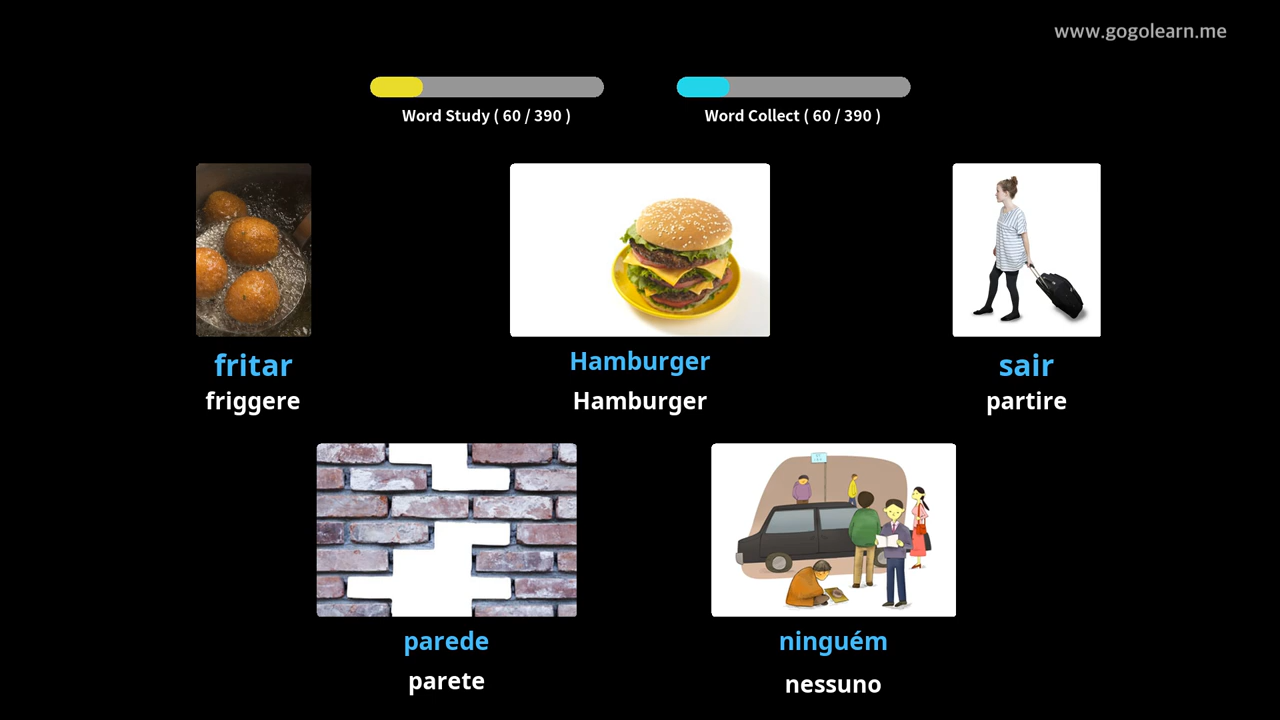 www.gogolearn.me
Word Study ( 60 / 390 )
Word Collect ( 60 / 390 )
fritar
friggere
Hamburger
Hamburger
sair
partire
parede
parete
ninguém
nessuno